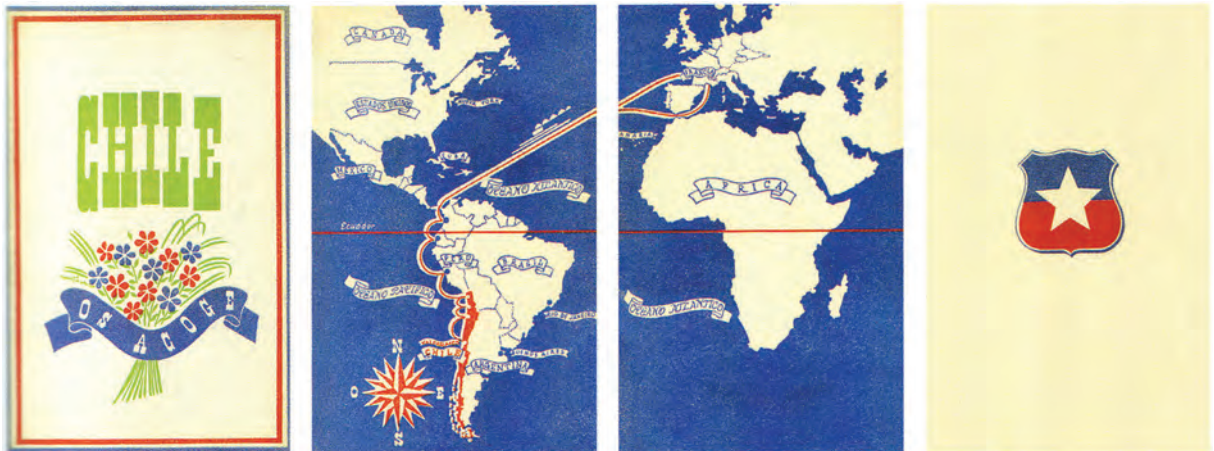 CHILE
OS ACOGE
CANADA
ESTADOS UNIDOS
NUEVA YORK
MEXICO
CUBA
OCEANO ATLANTICO
Ecuador
PERU
BRASIL
OCEANO PACIFICO
RIO DE JANEIRO
VALPARAISO
CHILE
BUENOS AIRES
ARGENTINA
N
O
E
S
FRANCIA
AFRICA
OCEANO ATLANTICO